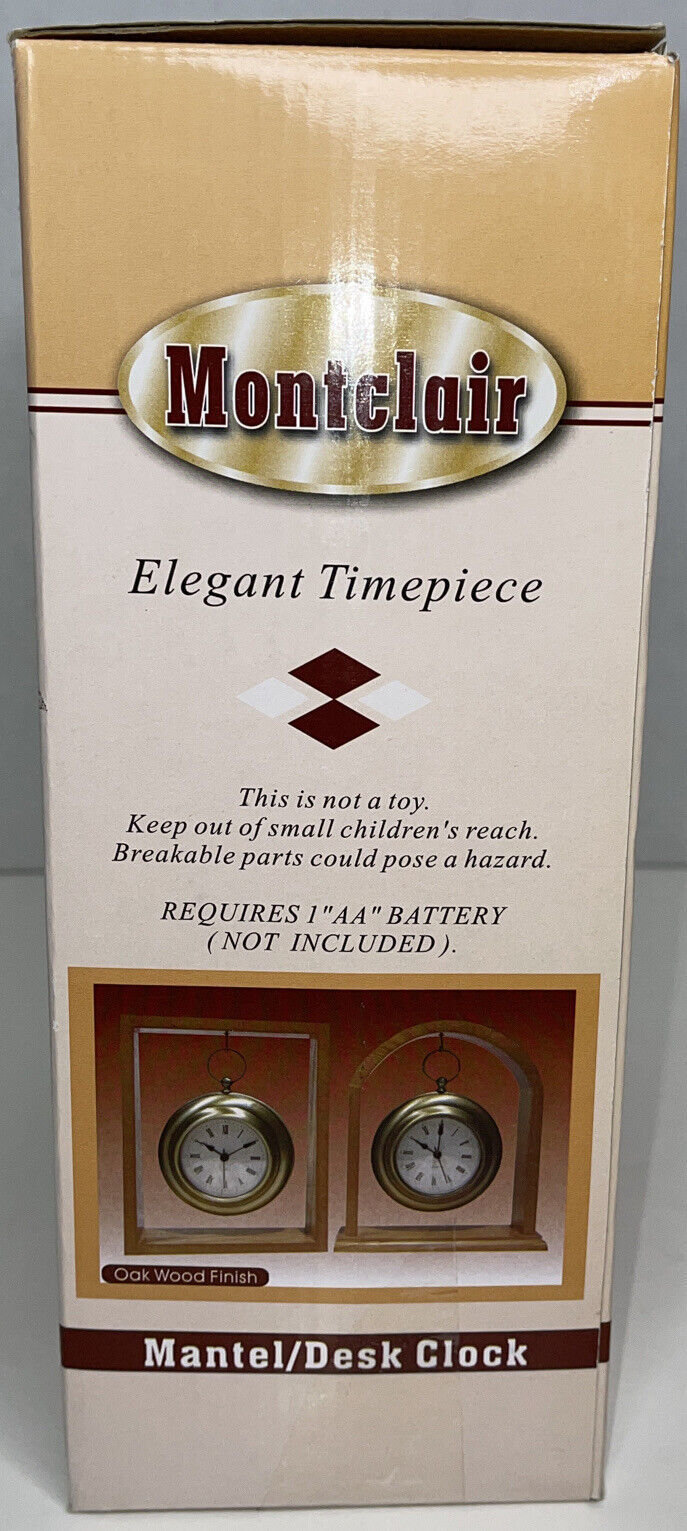 Montclair
Elegant Timepiece
This is not a toy.
Keep out of small children's reach.
Breakable parts could pose a hazard.
REQUIRES 1"AA" BATTERY
(NOT INCLUDED).
Oak Wood Finish
Mantel/Desk Clock